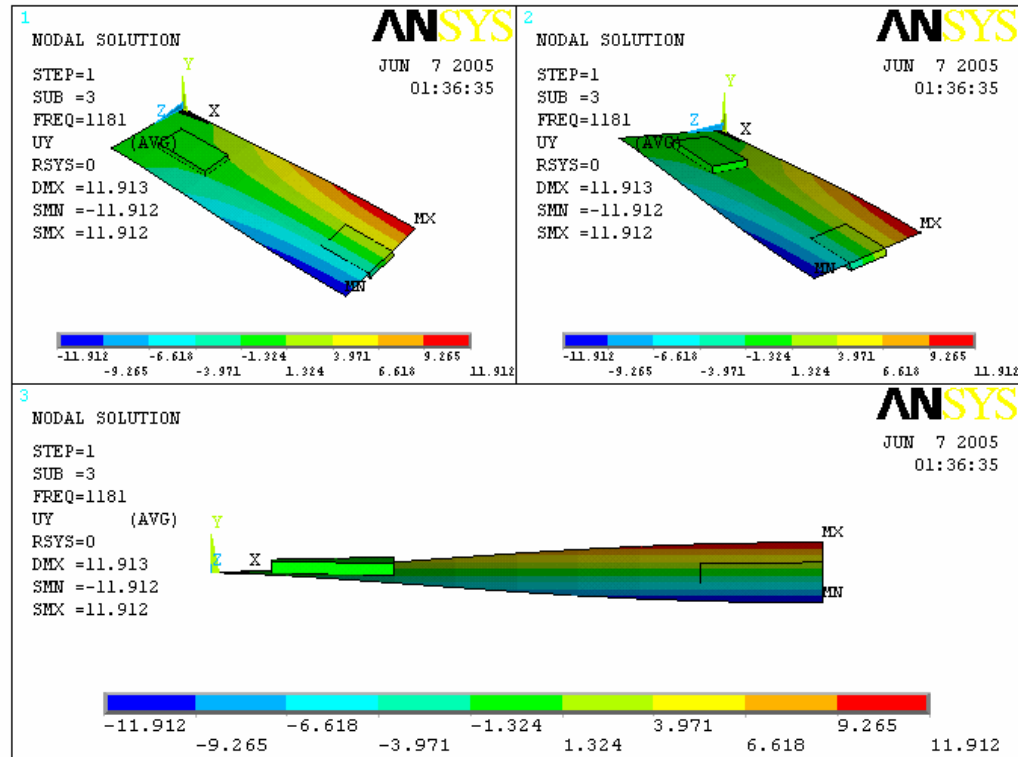 1
ANSYS
NODAL SOLUTION
JUN 7 2005
01:36:35
STEP=1
SUB =3
FREQ=1181
UY (AVG)
RSYS=0
DMX =11.913
SMN =-11.912
SMX =11.912
Y
Z
X
MX
MN
-11.912 -6.618 -1.324 3.971 9.265
-9.265 -3.971 1.324 6.618 11.912
2
ANSYS
NODAL SOLUTION
JUN 7 2005
01:36:35
STEP=1
SUB =3
FREQ=1181
UY (AVG)
RSYS=0
DMX =11.913
SMN =-11.912
SMX =11.912
Y
Z
X
MX
MN
-11.912 -6.618 -1.324 3.971 9.265
-9.265 -3.971 1.324 6.618 11.912
3
ANSYS
NODAL SOLUTION
JUN 7 2005
01:36:35
STEP=1
SUB =3
FREQ=1181
UY (AVG)
RSYS=0
DMX =11.913
SMN =-11.912
SMX =11.912
Y
Z
X
MX
MN
-11.912 -6.618 -1.324 3.971 9.265
-9.265 -3.971 1.324 6.618 11.912